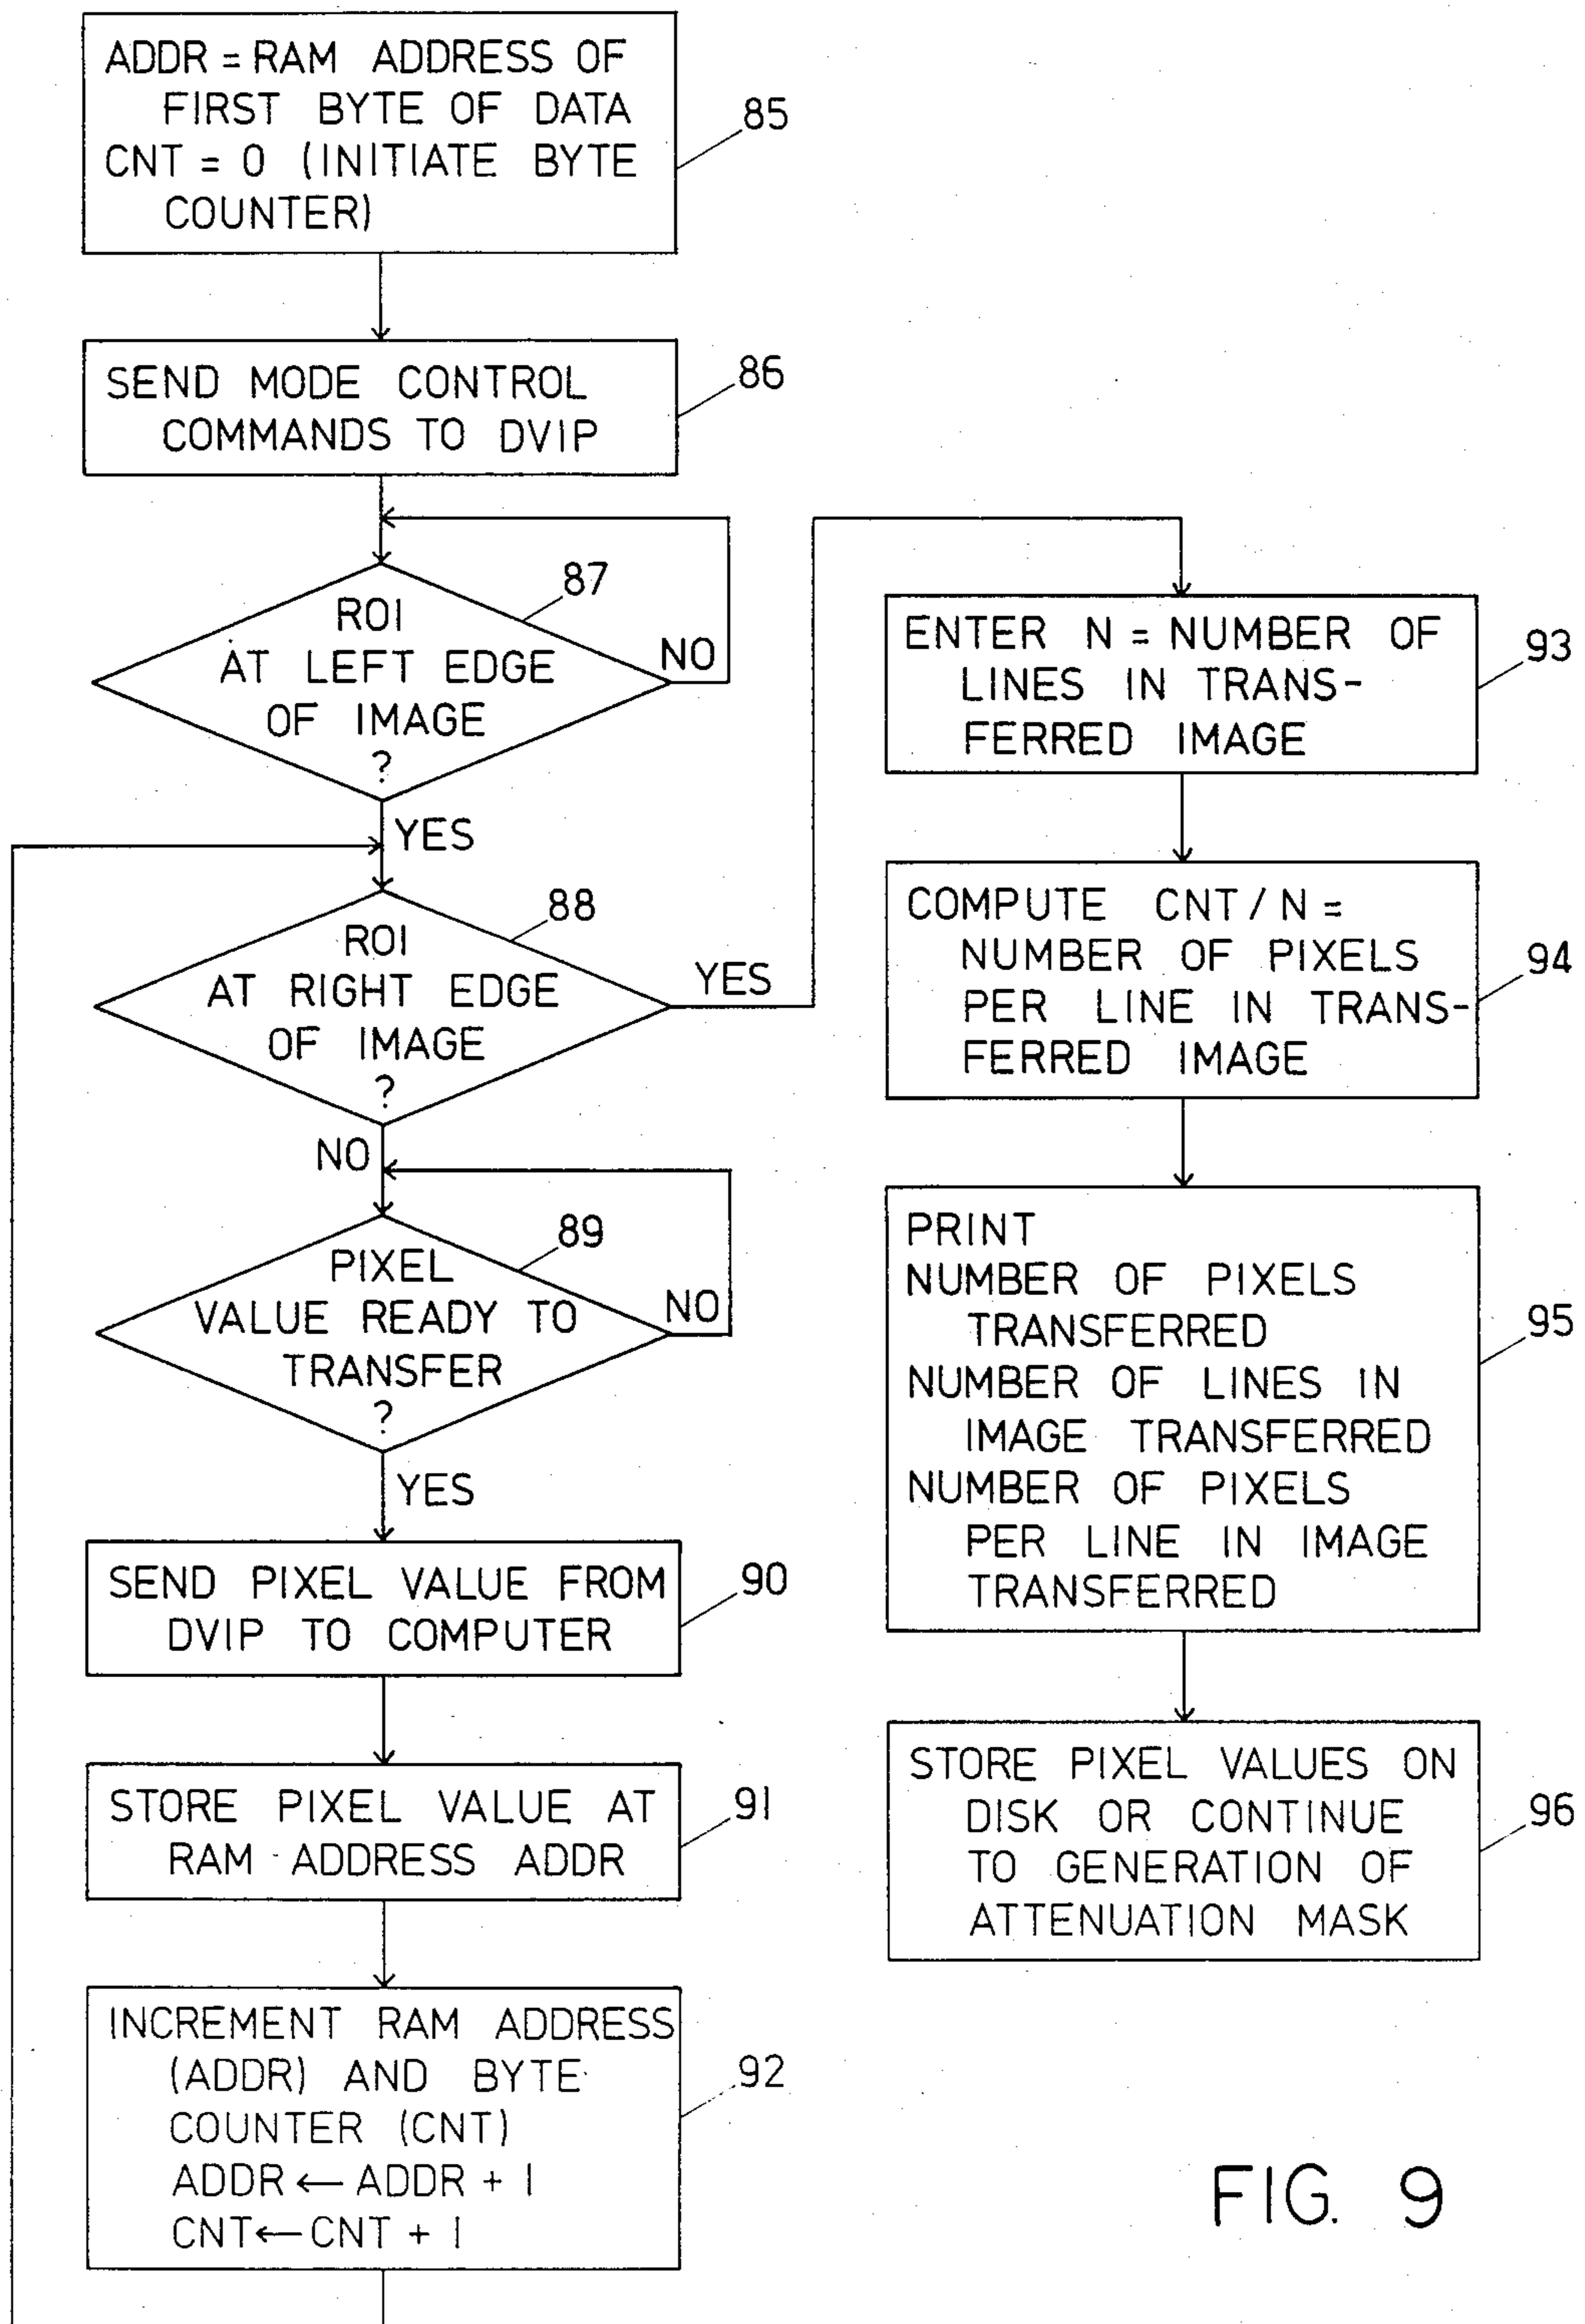 ADDR = RAM ADDRESS OF
FIRST BYTE OF DATA
CNT = 0 (INITIATE BYTE
COUNTER)
85
SEND MODE CONTROL
COMMANDS TO DVIP
86
87
ROI
AT LEFT EDGE
OF IMAGE
?
NO
YES
88
ROI
AT RIGHT EDGE
OF IMAGE
?
YES
NO
89
PIXEL
VALUE READY TO
TRANSFER
?
NO
YES
SEND PIXEL VALUE FROM
DVIP TO COMPUTER
90
STORE PIXEL VALUE AT
RAM ADDRESS ADDR
91
INCREMENT RAM ADDRESS
(ADDR) AND BYTE
COUNTER (CNT)
ADDR ← ADDR + 1
CNT ← CNT + 1
92
ENTER N = NUMBER OF
LINES IN TRANS-
FERRED IMAGE
93
COMPUTE CNT / N =
NUMBER OF PIXELS
PER LINE IN TRANS-
FERRED IMAGE
94
PRINT
NUMBER OF PIXELS
TRANSFERRED
NUMBER OF LINES IN
IMAGE TRANSFERRED
NUMBER OF PIXELS
PER LINE IN IMAGE
TRANSFERRED
95
STORE PIXEL VALUES ON
DISK OR CONTINUE
TO GENERATION OF
ATTENUATION MASK
96
FIG. 9